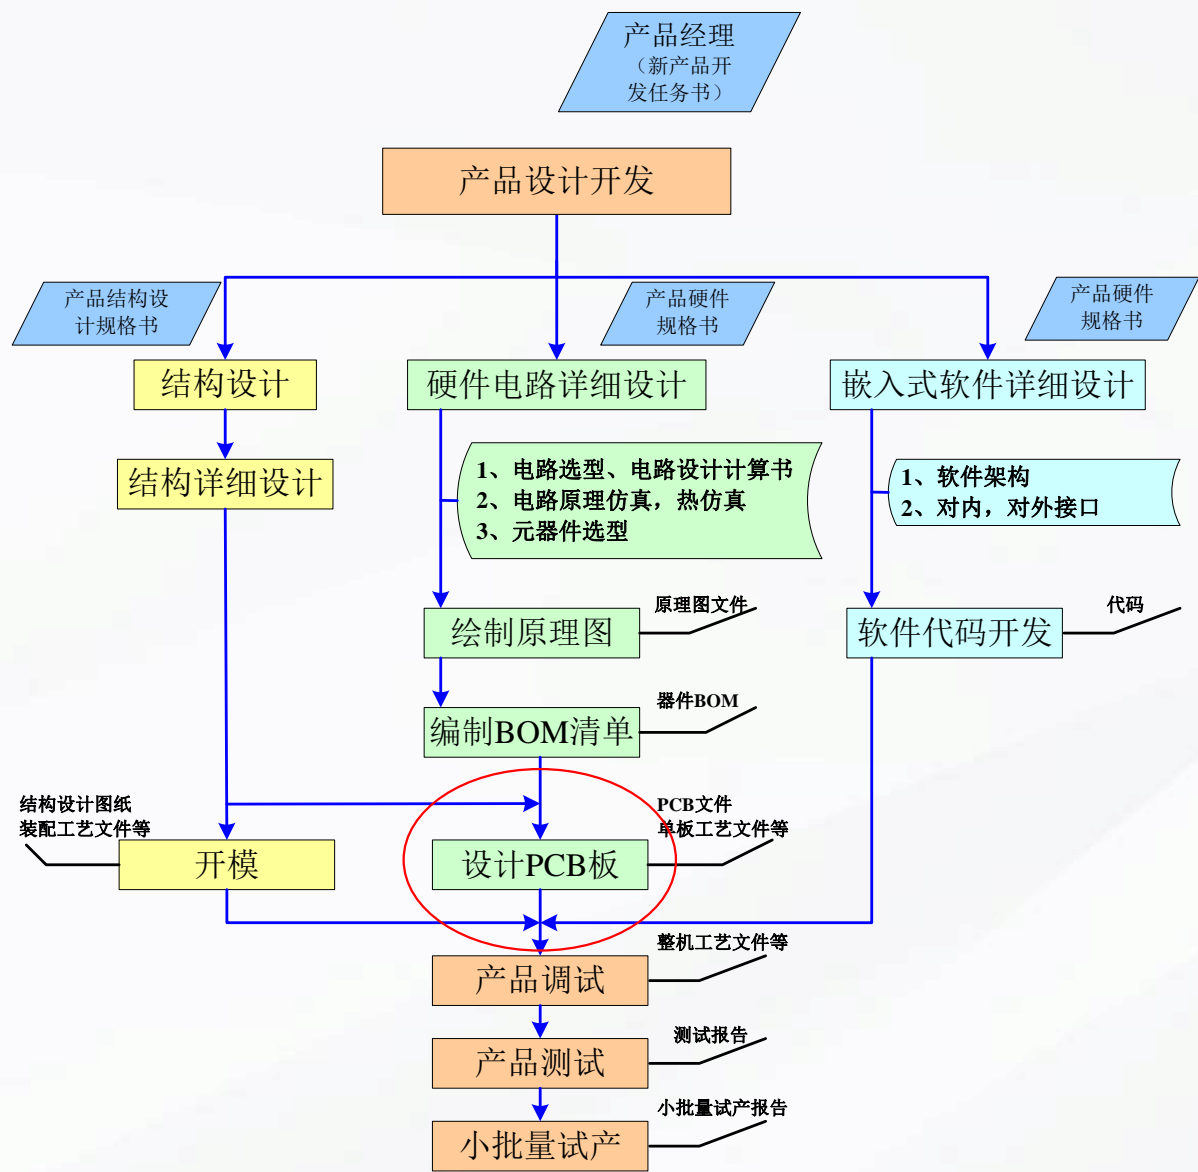 产品经理
（新产品开
发任务书）
产品设计开发
产品结构设
计规格书
产品硬件
规格书
产品硬件
规格书
结构设计
硬件电路详细设计
嵌入式软件详细设计
结构详细设计
1、电路选型、电路设计计算书
2、电路原理仿真，热仿真
3、元器件选型
1、软件架构
2、对内，对外接口
原理图文件
绘制原理图
代码
软件代码开发
器件BOM
编制BOM清单
结构设计图纸
装配工艺文件等
开模
PCB文件
单板工艺文件等
设计PCB板
整机工艺文件等
产品调试
测试报告
产品测试
小批量试产报告
小批量试产